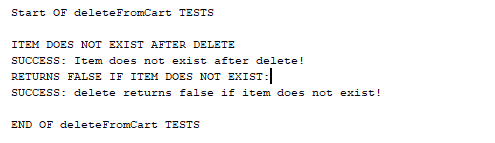 Start OF deleteFromCart TESTS
ITEM DOES NOT EXIST AFTER DELETE
SUCCESS: Item does not exist after delete!
RETURNS FALSE IF ITEM DOES NOT EXIST:
SUCCESS: delete returns false if item does not exist!
END OF deleteFromCart TESTS